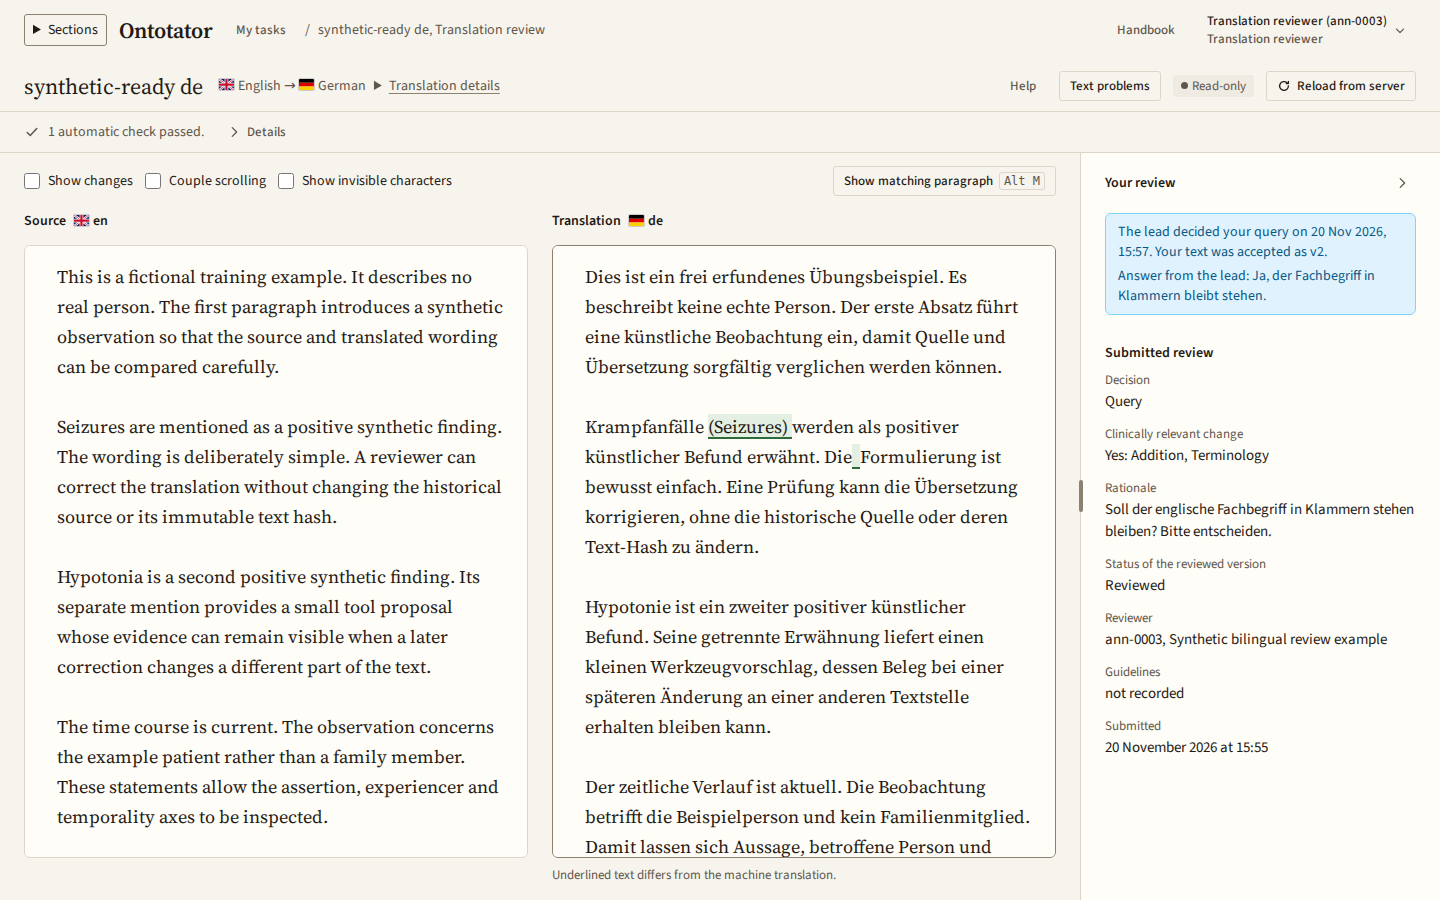 Sections
Ontotator
My tasks / synthetic-ready de, Translation review
Handbook
Translation reviewer (ann-0003)
Translation reviewer
synthetic-ready de
English → German
Translation details
Help
Text problems
Read-only
Reload from server
1 automatic check passed.
Details
Show changes
Couple scrolling
Show invisible characters
Show matching paragraph Alt M
Source en
This is a fictional training example. It describes no
real person. The first paragraph introduces a synthetic
observation so that the source and translated wording
can be compared carefully.
Seizures are mentioned as a positive synthetic finding.
The wording is deliberately simple. A reviewer can
correct the translation without changing the historical
source or its immutable text hash.
Hypotonia is a second positive synthetic finding. Its
separate mention provides a small tool proposal
whose evidence can remain visible when a later
correction changes a different part of the text.
The time course is current. The observation concerns
the example patient rather than a family member.
These statements allow the assertion, experiencer and
temporality axes to be inspected.
Translation de
Dies ist ein frei erfundenes Übungsbeispiel. Es
beschreibt keine echte Person. Der erste Absatz führt
eine künstliche Beobachtung ein, damit Quelle und
Übersetzung sorgfältig verglichen werden können.
Krampfanfälle (Seizures) werden als positiver
künstlicher Befund erwähnt. Die Formulierung ist
bewusst einfach. Eine Prüfung kann die Übersetzung
korrigieren, ohne die historische Quelle oder deren
Text-Hash zu ändern.
Hypotonie ist ein zweiter positiver künstlicher
Befund. Seine getrennte Erwähnung liefert einen
kleinen Werkzeugvorschlag, dessen Beleg bei einer
späteren Änderung an einer anderen Textstelle
erhalten bleiben kann.
Der zeitliche Verlauf ist aktuell. Die Beobachtung
betrifft die Beispielperson und kein Familienmitglied.
Damit lassen sich Aussage, betroffene Person und
Underlined text differs from the machine translation.
Your review
The lead decided your query on 20 Nov 2026,
15:57. Your text was accepted as v2.
Answer from the lead: Ja, der Fachbegriff in
Klammern bleibt stehen.
Submitted review
Decision
Query
Clinically relevant change
Yes: Addition, Terminology
Rationale
Soll der englische Fachbegriff in Klammern stehen
bleiben? Bitte entscheiden.
Status of the reviewed version
Reviewed
Reviewer
ann-0003, Synthetic bilingual review example
Guidelines
not recorded
Submitted
20 November 2026 at 15:55